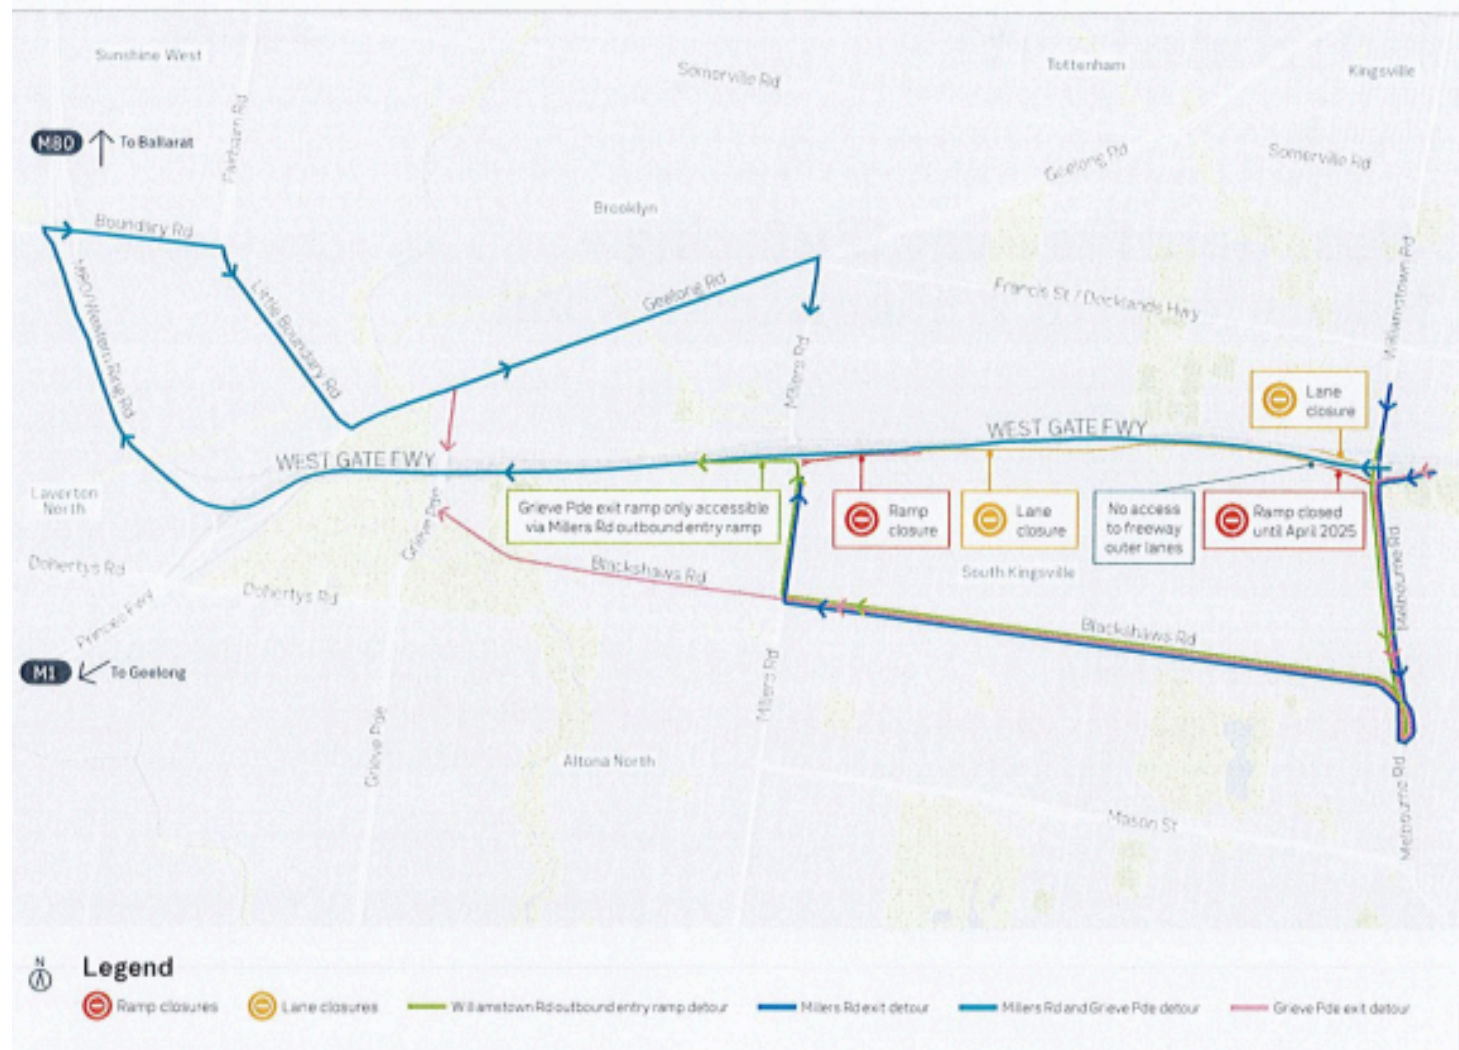 Sunshine West
Somerville Rd
Tottenham
Kingsville
M80
To Ballarat
Fairbairn Rd
Geelong Rd
Somerville Rd
Boundary Rd
Brooklyn
Williamstown Rd
M80/Western Ring Rd
Little Boundary Rd
Geelong Rd
Francis St / Docklands Hwy
Millers Rd
Lane
closure
WEST GATE FWY
WEST GATE FWY
Laverton
North
Grieve Pde
Grieve Pde exit ramp only accessible
via Millers Rd outbound entry ramp
Ramp
closure
Lane
closure
No access
to freeway
outer lanes
Ramp closed
until April 2025
Melbourne Rd
Dohertys Rd
Dohertys Rd
Blackshaws Rd
South Kingsville
Princes Fwy
Blackshaws Rd
M1
To Geelong
Millers Rd
Grieve Pde
Altona North
Melbourne Rd
Mason St
N
Legend
Ramp closures
Lane closures
Williamstown Rd outbound entry ramp detour
Millers Rd exit detour
Millers Rd and Grieve Pde detour
Grieve Pde exit detour